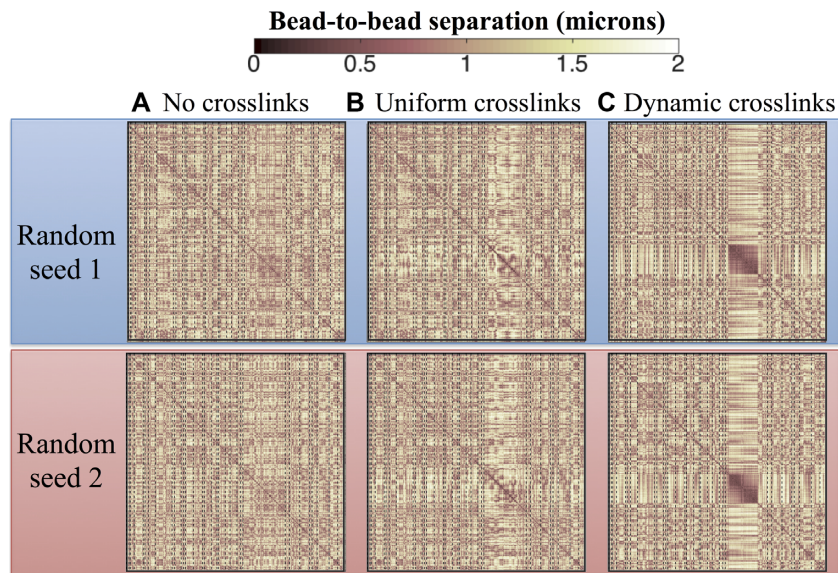 Bead-to-bead separation (microns)
0 0.5 1 1.5 2
A No crosslinks B Uniform crosslinks C Dynamic crosslinks
Random
seed 1
Random
seed 2